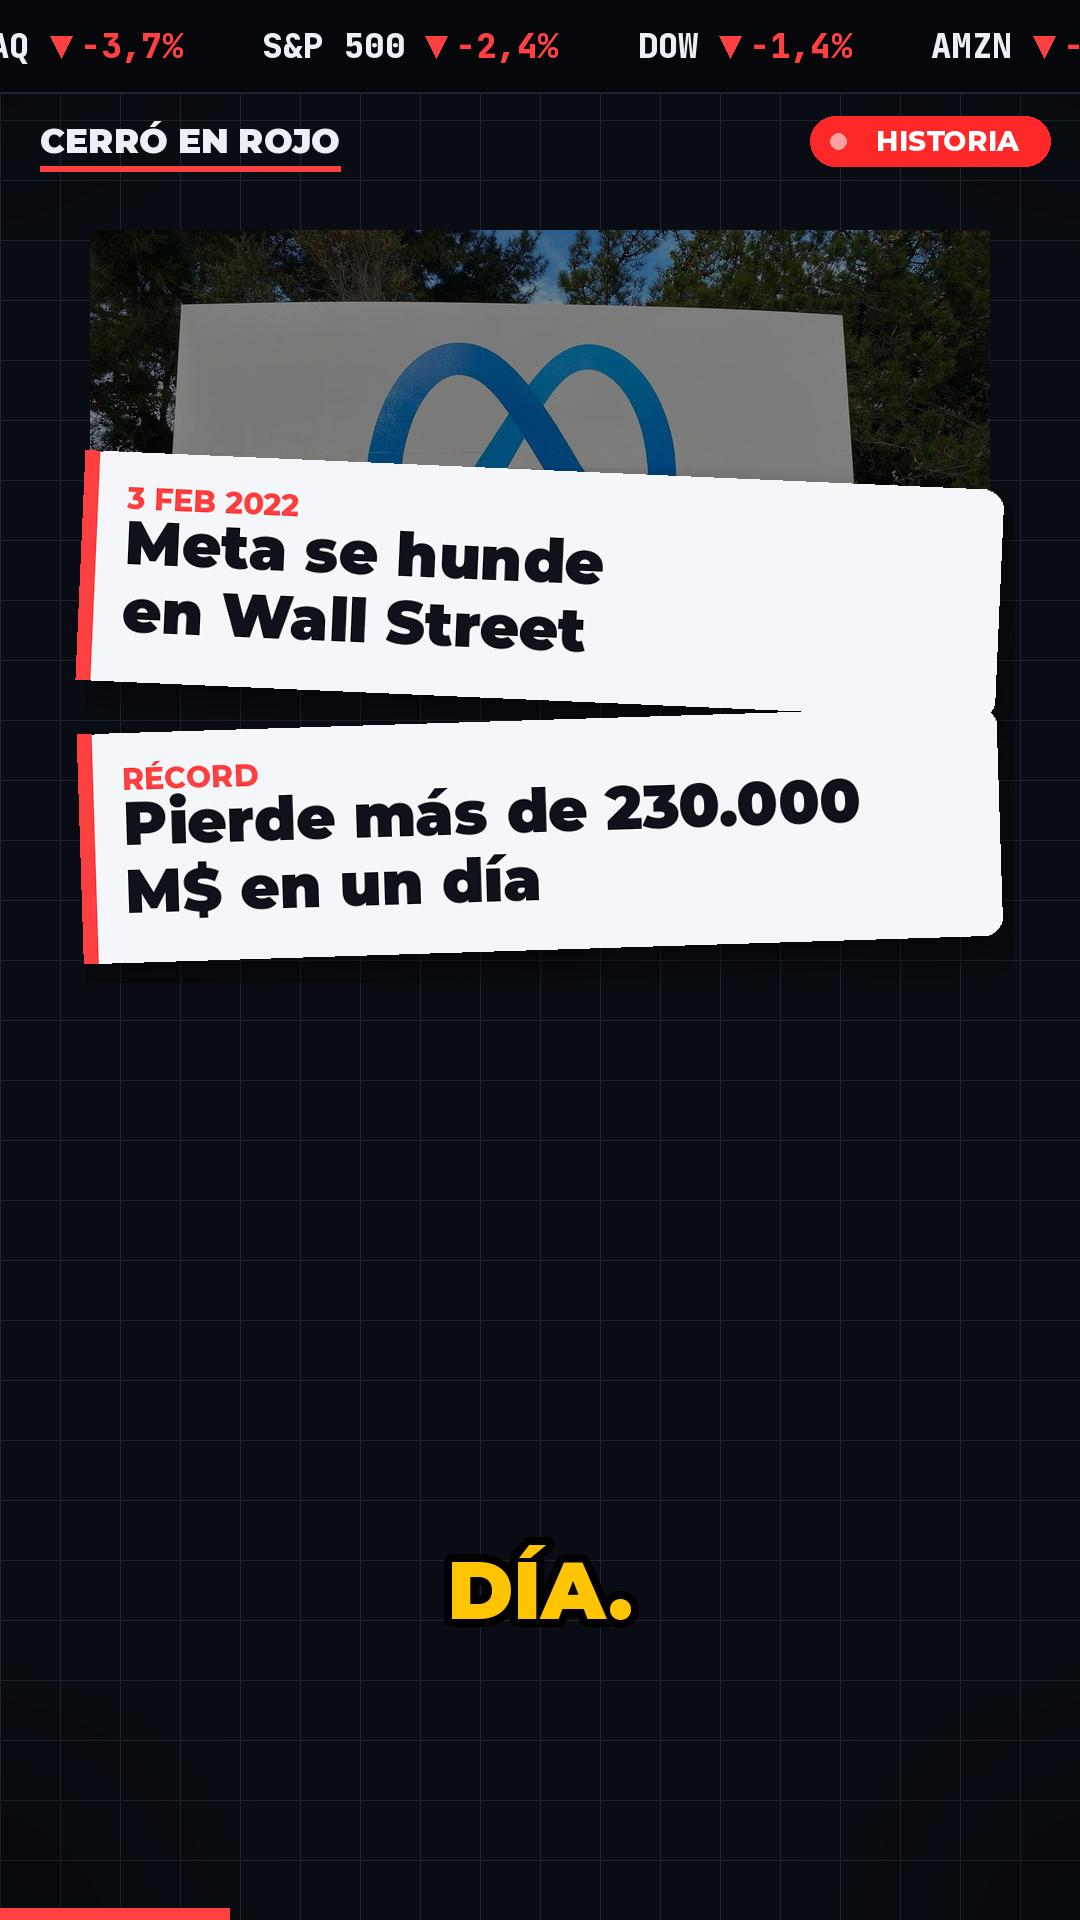 AQ ▼-3,7% S&P 500 ▼-2,4% DOW ▼-1,4% AMZN ▼-
CERRÓ EN ROJO
HISTORIA
3 FEB 2022
Meta se hunde
en Wall Street
RÉCORD
Pierde más de 230.000
M$ en un día
DÍA.